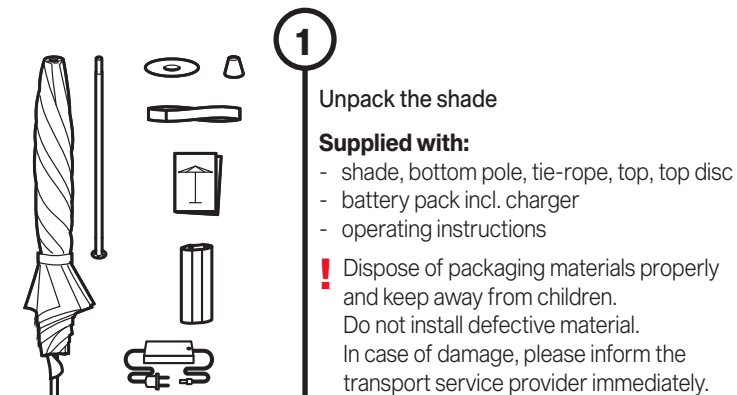 1
Unpack the shade
Supplied with:
- shade, bottom pole, tie-rope, top, top disc
- battery pack incl. charger
- operating instructions
! Dispose of packaging materials properly
and keep away from children.
Do not install defective material.
In case of damage, please inform the
transport service provider immediately.